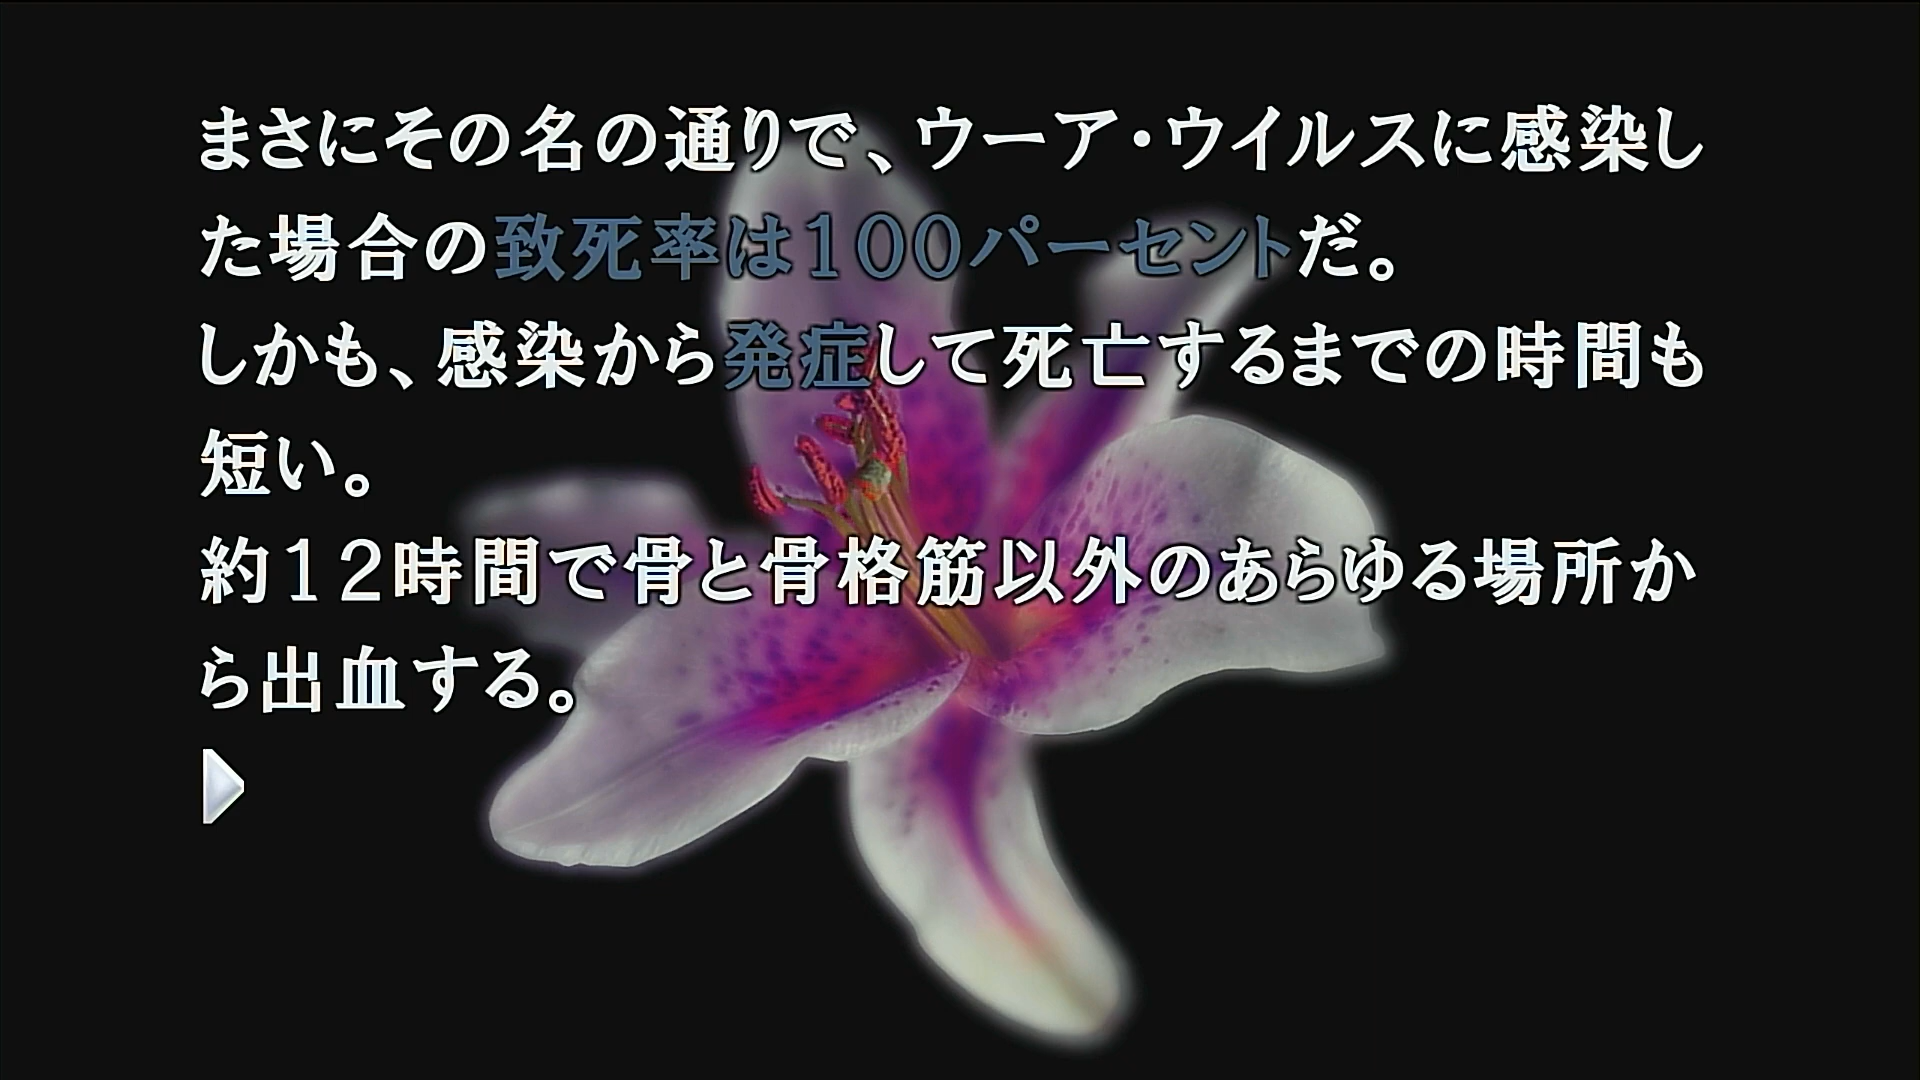 まさにその名の通りで、ウーア・ウイルスに感染し
た場合の致死率は１００パーセントだ。
しかも、感染から発症して死亡するまでの時間も
短い。
約１２時間で骨と骨格筋以外のあらゆる場所か
ら出血する。